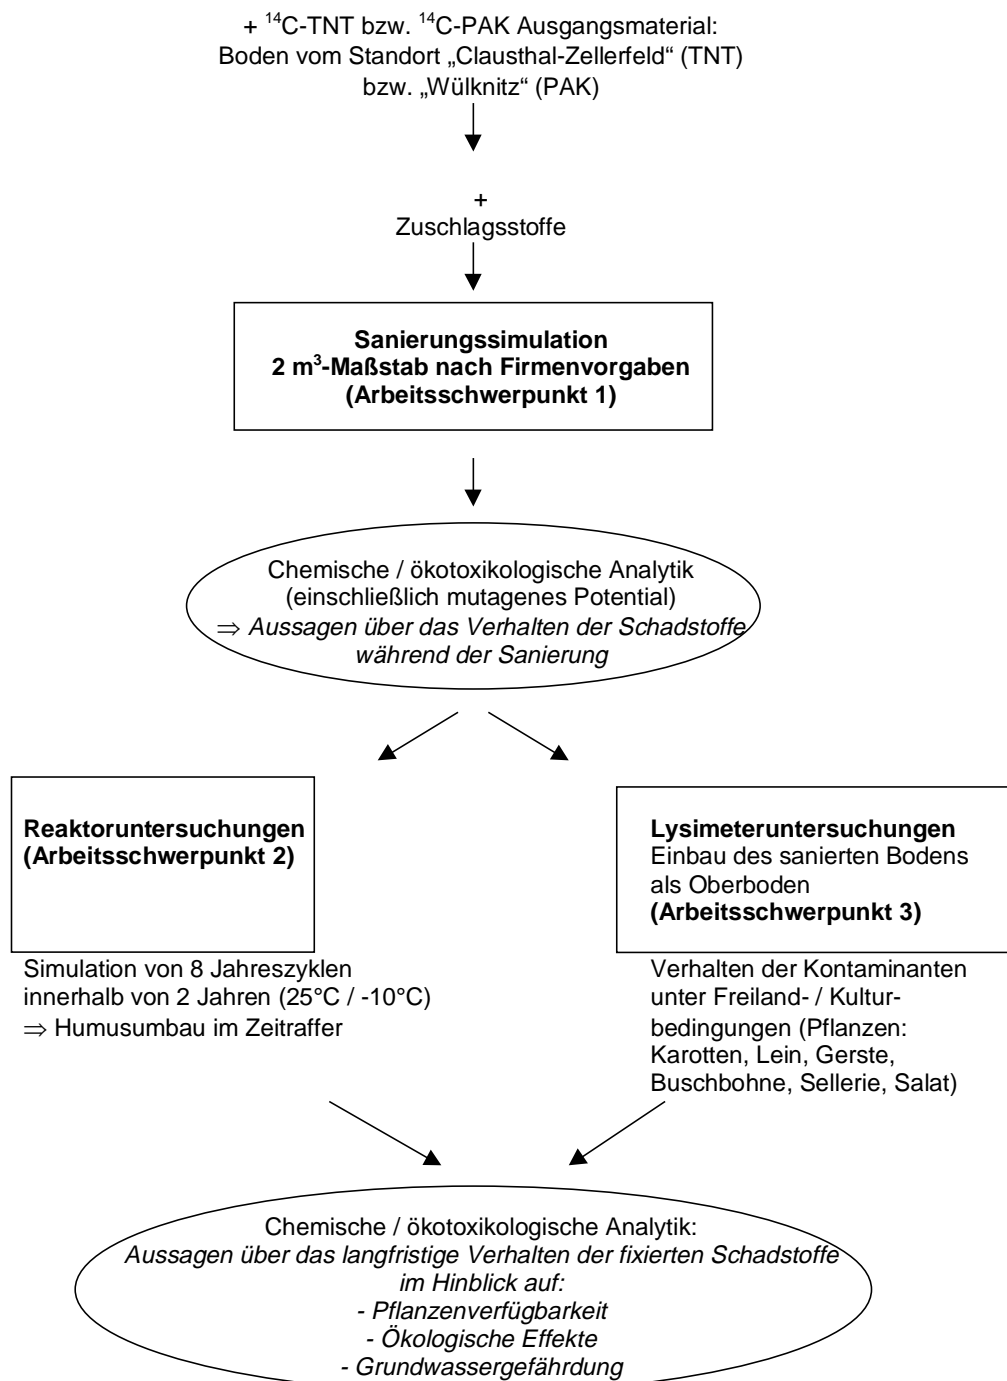 + ¹⁴C-TNT bzw. ¹⁴C-PAK Ausgangsmaterial:
Boden vom Standort „Clausthal-Zellerfeld“ (TNT)
bzw. „Wülknitz“ (PAK)
+
Zuschlagsstoffe
Sanierungssimulation
2 m³-Maßstab nach Firmenvorgaben
(Arbeitsschwerpunkt 1)
Chemische / ökotoxikologische Analytik
(einschließlich mutagenes Potential)
⇒ Aussagen über das Verhalten der Schadstoffe
während der Sanierung
Reaktoruntersuchungen
(Arbeitsschwerpunkt 2)
Simulation von 8 Jahreszyklen
innerhalb von 2 Jahren (25°C / -10°C)
⇒ Humusumbau im Zeitraffer
Lysimeteruntersuchungen
Einbau des sanierten Bodens
als Oberboden
(Arbeitsschwerpunkt 3)
Verhalten der Kontaminanten
unter Freiland- / Kultur-
bedingungen (Pflanzen:
Karotten, Lein, Gerste,
Buschbohne, Sellerie, Salat)
Chemische / ökotoxikologische Analytik:
Aussagen über das langfristige Verhalten der fixierten Schadstoffe
im Hinblick auf:
- Pflanzenverfügbarkeit
- Ökologische Effekte
- Grundwassergefährdung